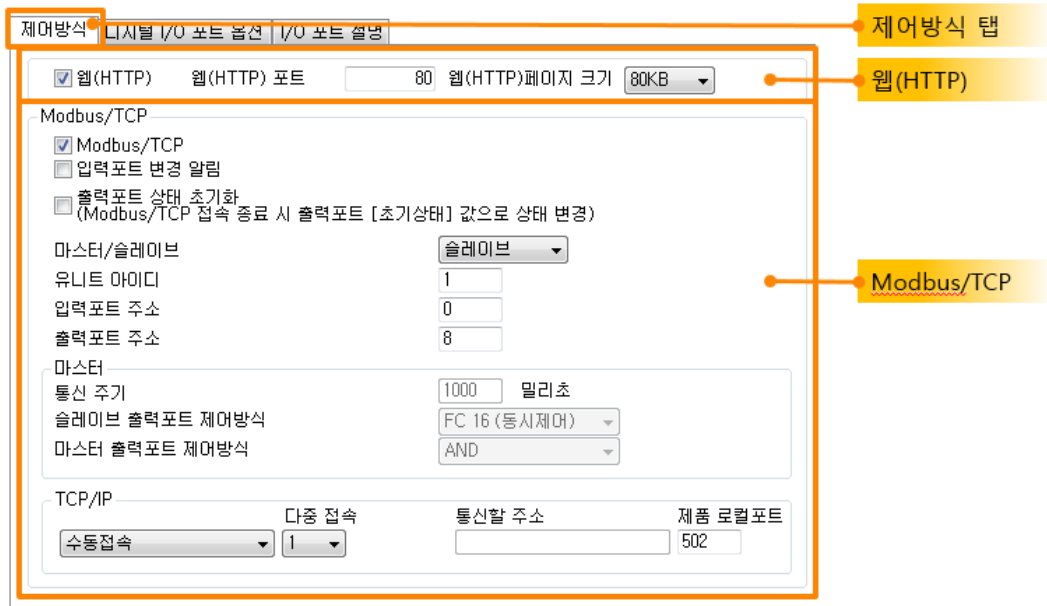 제어방식 디지털 I/O 포트 옵션 I/O 포트 설명
제어방식 탭
웹(HTTP) 웹(HTTP) 포트 80 웹(HTTP)페이지 크기 80KB
웹(HTTP)
Modbus/TCP
Modbus/TCP
입력포트 변경 알림
출력포트 상태 초기화
(Modbus/TCP 접속 종료 시 출력포트 [초기상태] 값으로 상태 변경)
마스터/슬레이브 슬레이브
유니트 아이디 1
Modbus/TCP
입력포트 주소 0
출력포트 주소 8
마스터
통신 주기 1000 밀리초
슬레이브 출력포트 제어방식 FC 16 (동시제어)
마스터 출력포트 제어방식 AND
TCP/IP
다중 접속 통신할 주소 제품 로컬포트
수동접속 1 502